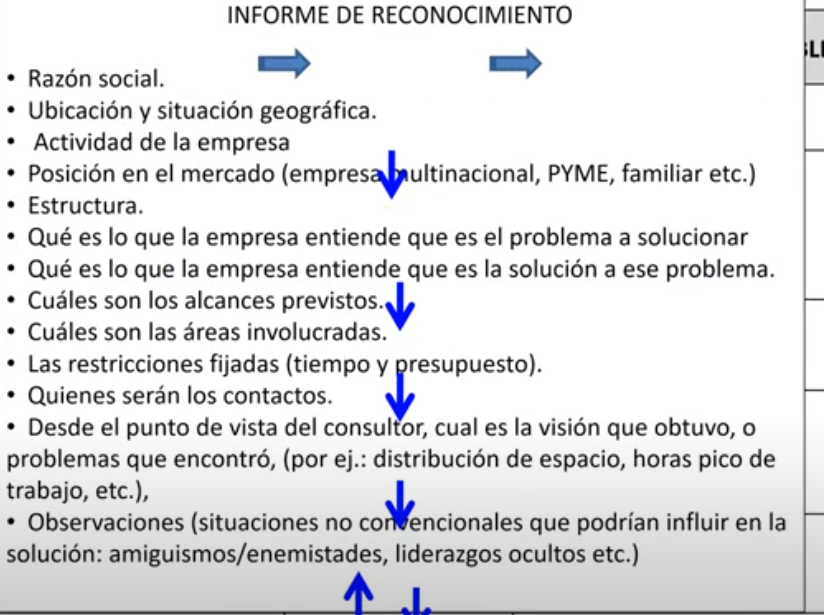 INFORME DE RECONOCIMIENTO
• Razón social.
• Ubicación y situación geográfica.
• Actividad de la empresa
• Posición en el mercado (empresa multinacional, PYME, familiar etc.)
• Estructura.
• Qué es lo que la empresa entiende que es el problema a solucionar
• Qué es lo que la empresa entiende que es la solución a ese problema.
• Cuáles son los alcances previstos.
• Cuáles son las áreas involucradas.
• Las restricciones fijadas (tiempo y presupuesto).
• Quienes serán los contactos.
• Desde el punto de vista del consultor, cual es la visión que obtuvo, o
problemas que encontró, (por ej.: distribución de espacio, horas pico de
trabajo, etc.),
• Observaciones (situaciones no convencionales que podrían influir en la
solución: amiguismos/enemistades, liderazgos ocultos etc.)